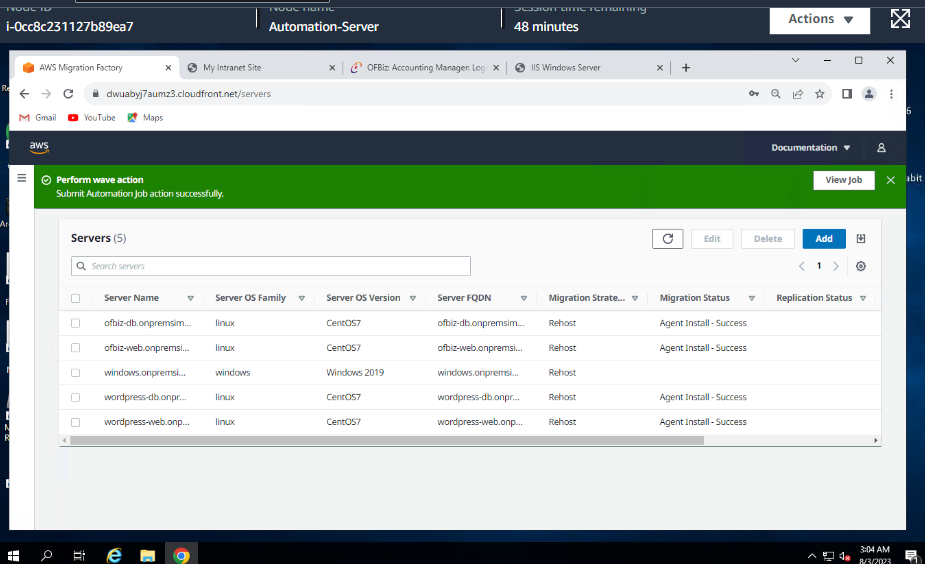 Node ID
Node name
Session time remaining
i-0cc8c231127b89ea7
Automation-Server
48 minutes
Actions
AWS Migration Factory
My Intranet Site
OFBiz: Accounting Manager: Log
IIS Windows Server
dwuabyj7aumz3.cloudfront.net/servers
Gmail
YouTube
Maps
aws
Documentation
Perform wave action
Submit Automation Job action successfully.
View Job
Servers (5)
Edit
Delete
Add
Search servers
1
Server Name
Server OS Family
Server OS Version
Server FQDN
Migration Strate...
Migration Status
Replication Status
ofbiz-db.onpremsim... linux CentOS7 ofbiz-db.onpremsim... Rehost Agent Install - Success
ofbiz-web.onpremsi... linux CentOS7 ofbiz-web.onpremsi... Rehost Agent Install - Success
windows.onpremsi... windows Windows 2019 windows.onpremsi... Rehost
wordpress-db.onpr... linux CentOS7 wordpress-db.onpr... Rehost Agent Install - Success
wordpress-web.onp... linux CentOS7 wordpress-web.onp... Rehost Agent Install - Success
3:04 AM
8/3/2023